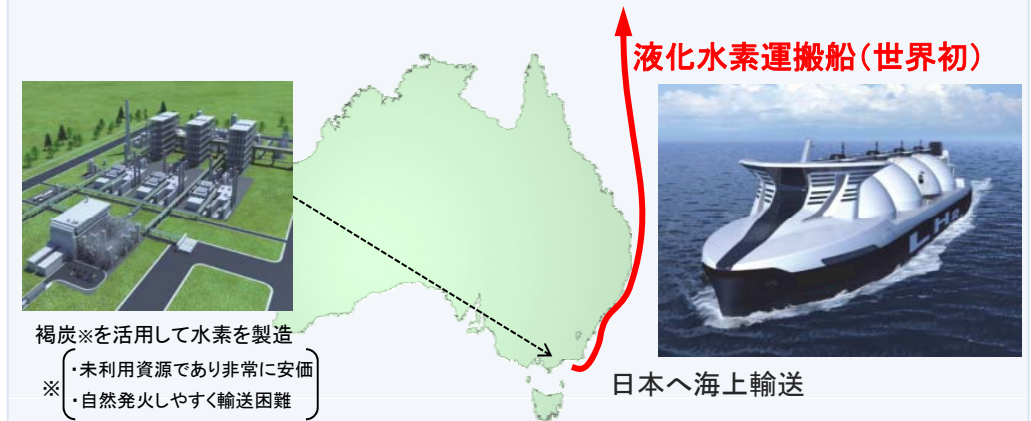 液化水素運搬船(世界初)
LH2
褐炭※を活用して水素を製造
※
・未利用資源であり非常に安価
・自然発火しやすく輸送困難
日本へ海上輸送